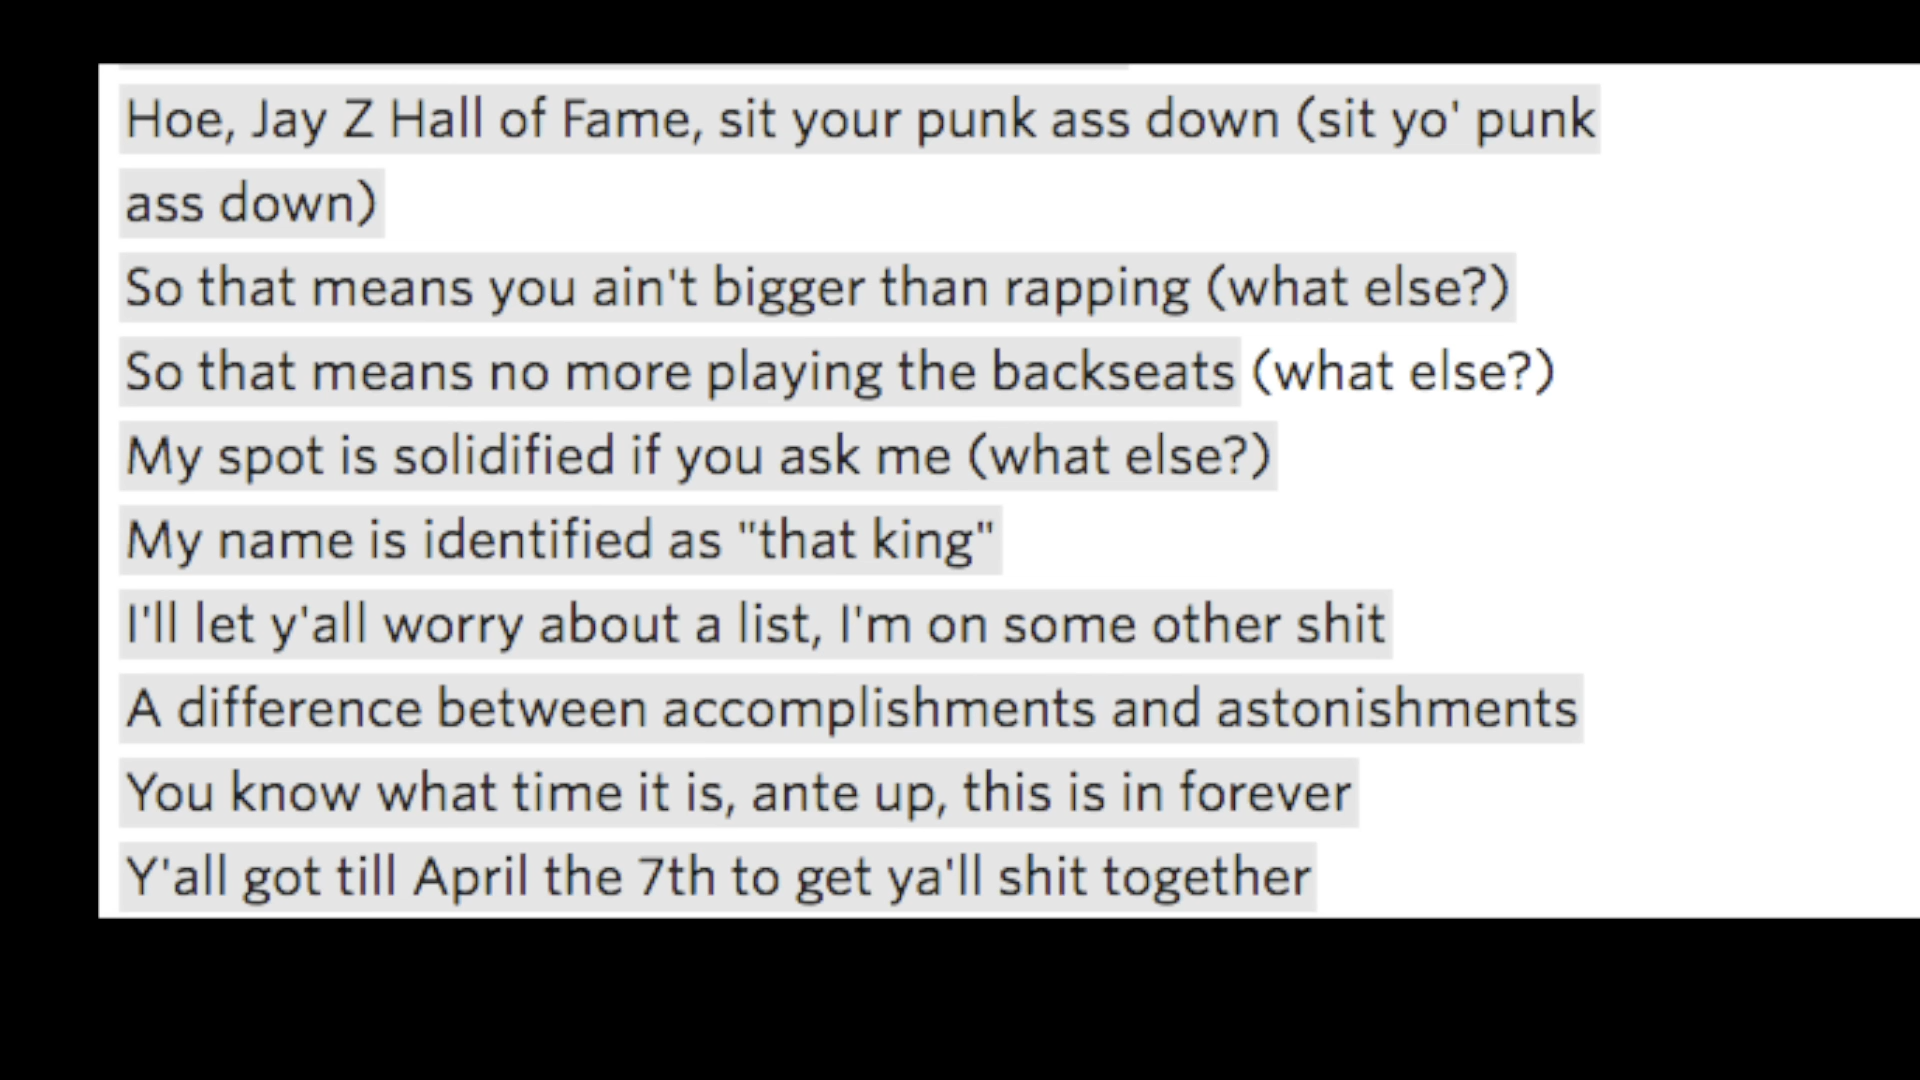 Hoe, Jay Z Hall of Fame, sit your punk ass down (sit yo' punk
ass down)
So that means you ain't bigger than rapping (what else?)
So that means no more playing the backseats (what else?)
My spot is solidified if you ask me (what else?)
My name is identified as "that king"
I'll let y'all worry about a list, I'm on some other shit
A difference between accomplishments and astonishments
You know what time it is, ante up, this is in forever
Y'all got till April the 7th to get ya'll shit together